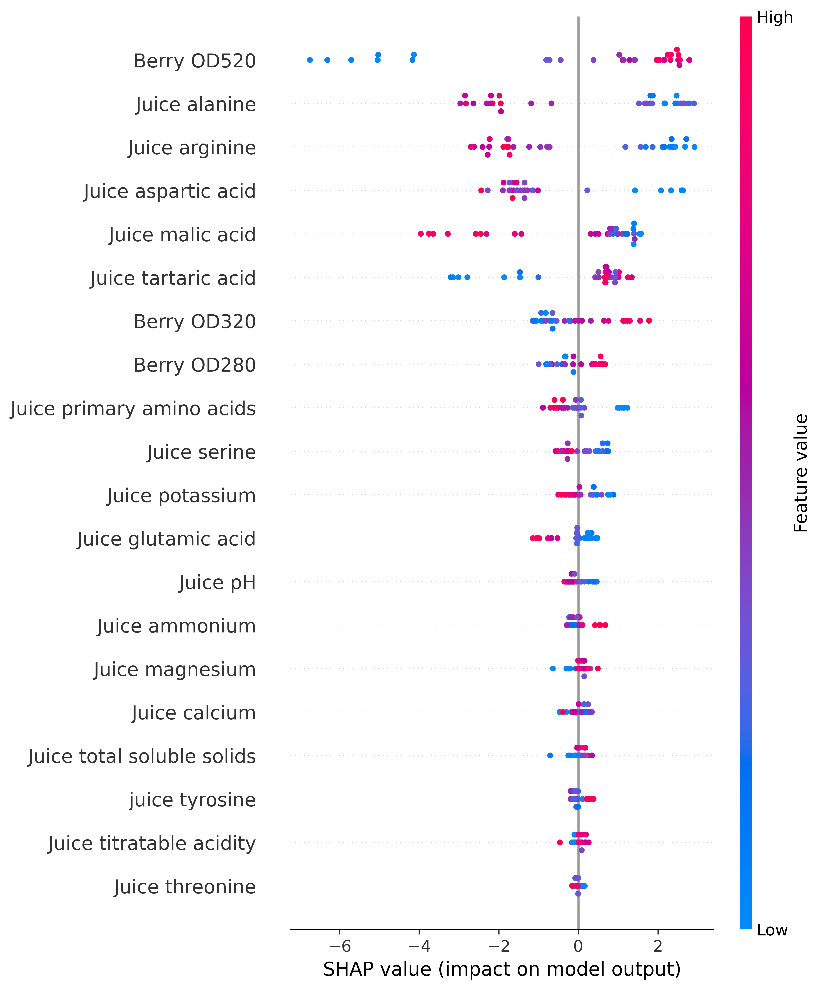 High
Berry OD520
Juice alanine
Juice arginine
Juice aspartic acid
Juice malic acid
Juice tartaric acid
Berry OD320
Berry OD280
Juice primary amino acids
Juice serine
Juice potassium
Juice glutamic acid
Juice pH
Juice ammonium
Juice magnesium
Juice calcium
Juice total soluble solids
juice tyrosine
Juice titratable acidity
Juice threonine
Feature value
Low
−6 −4 −2 0 2
SHAP value (impact on model output)